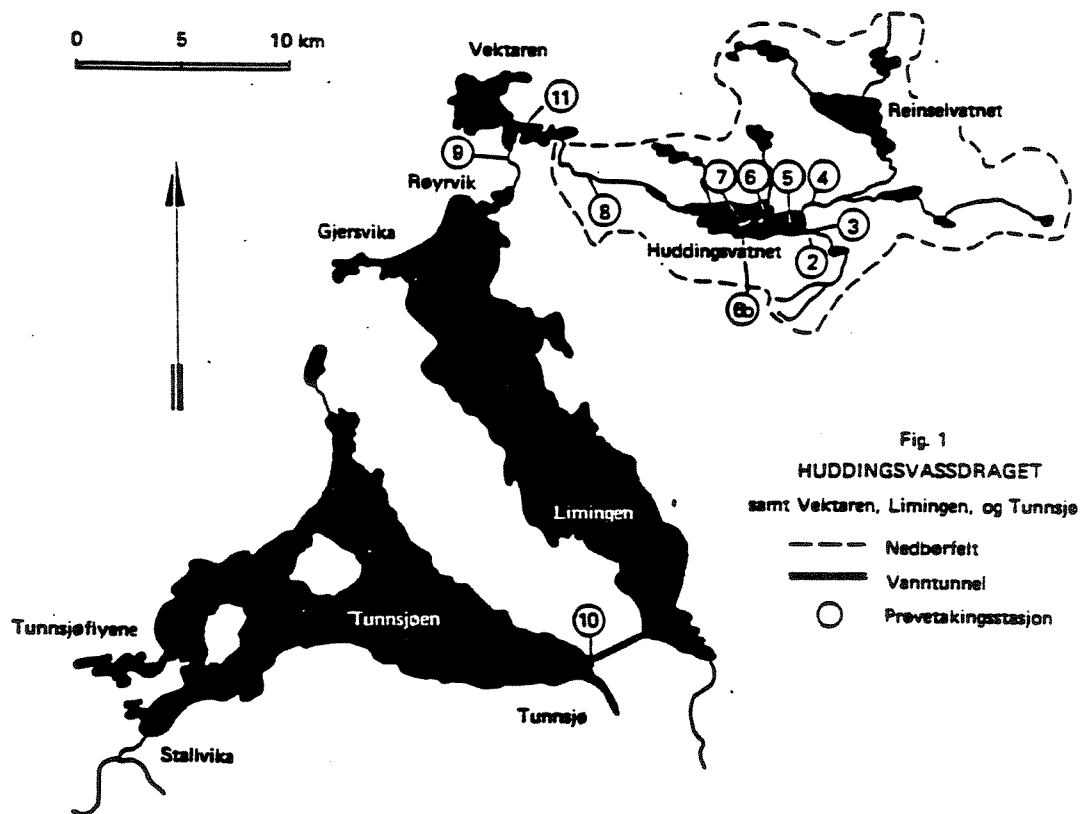 0 5 10 km
Vektaren
11
Reinselvatnet
9
Røyrvik
7 6 5 4
8
3
Gjersvika
Huddingsvatnet
2
6b
Fig. 1
HUDDINGSVASSDRAGET
samt Vektaren, Limingen, og Tunnsjø
Limingen
Nedbørfelt
Vanntunnel
Tunnsjøen
10
Prøvetakingsstasjon
Tunnsjøflyene
Tunnsjø
Stallvika